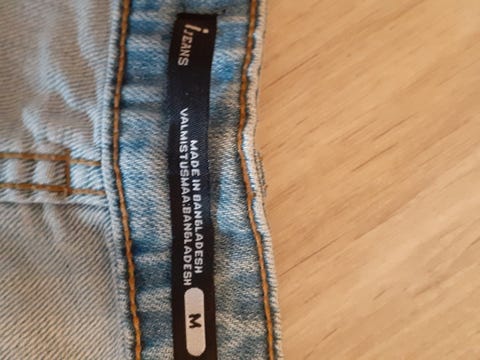 i JEANS
MADE IN BANGLADESH
VALMISTUSMAA:BANGLADESH
M